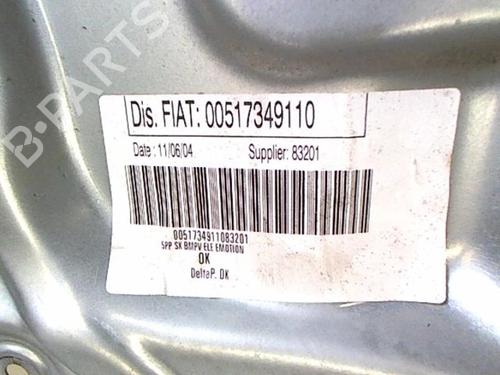 B-PARTS
Dis. FIAT: 00517349110
Date : 11/06/04 Supplier: 83201
0051734911083201
5PP SX BMPV ELE EMOTION
OK
DeltaP. OK